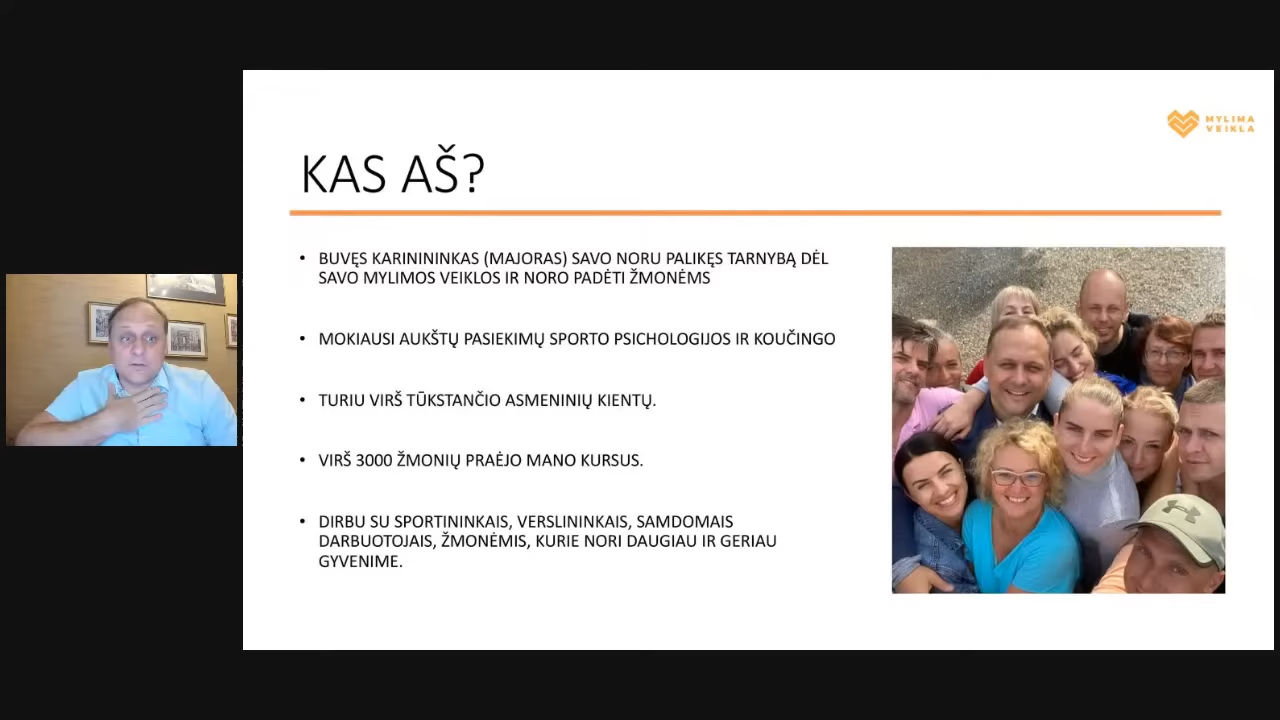 MYLIMA
VEIKLA
KAS AŠ?
• BUVĘS KARINININKAS (MAJORAS) SAVO NORU PALIKĘS TARNYBĄ DĖL
SAVO MYLIMOS VEIKLOS IR NORO PADĖTI ŽMONĖMS
• MOKIAUSI AUKŠTŲ PASIEKIMŲ SPORTO PSICHOLOGIJOS IR KOUČINGO
• TURIU VIRŠ TŪKSTANČIO ASMENINIŲ KIENTŲ.
• VIRŠ 3000 ŽMONIŲ PRAĖJO MANO KURSUS.
• DIRBU SU SPORTININKAIS, VERSLININKAIS, SAMDOMAIS
DARBUOTOJAIS, ŽMONĖMIS, KURIE NORI DAUGIAU IR GERIAU
GYVENIME.